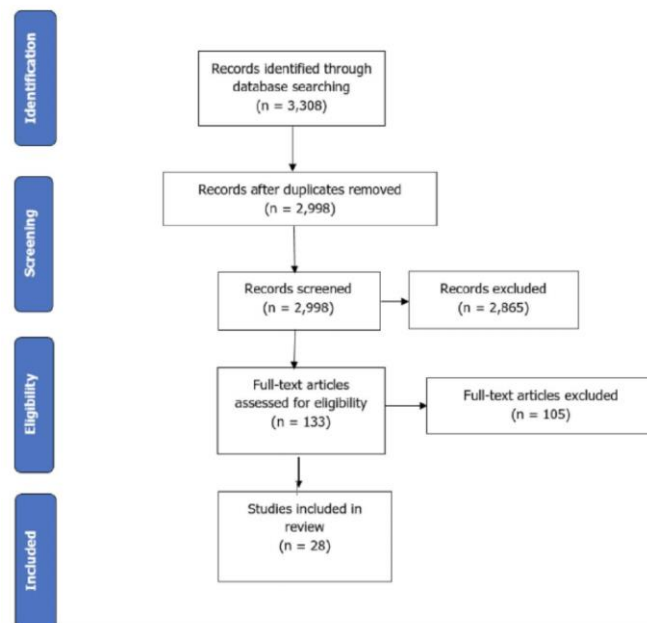 Identification
Records identified through
database searching
(n = 3,308)
Records after duplicates removed
(n = 2,998)
Screening
Records screened
(n = 2,998)
Records excluded
(n = 2,865)
Eligibility
Full-text articles
assessed for eligibility
(n = 133)
Full-text articles excluded
(n = 105)
Included
Studies included in
review
(n = 28)